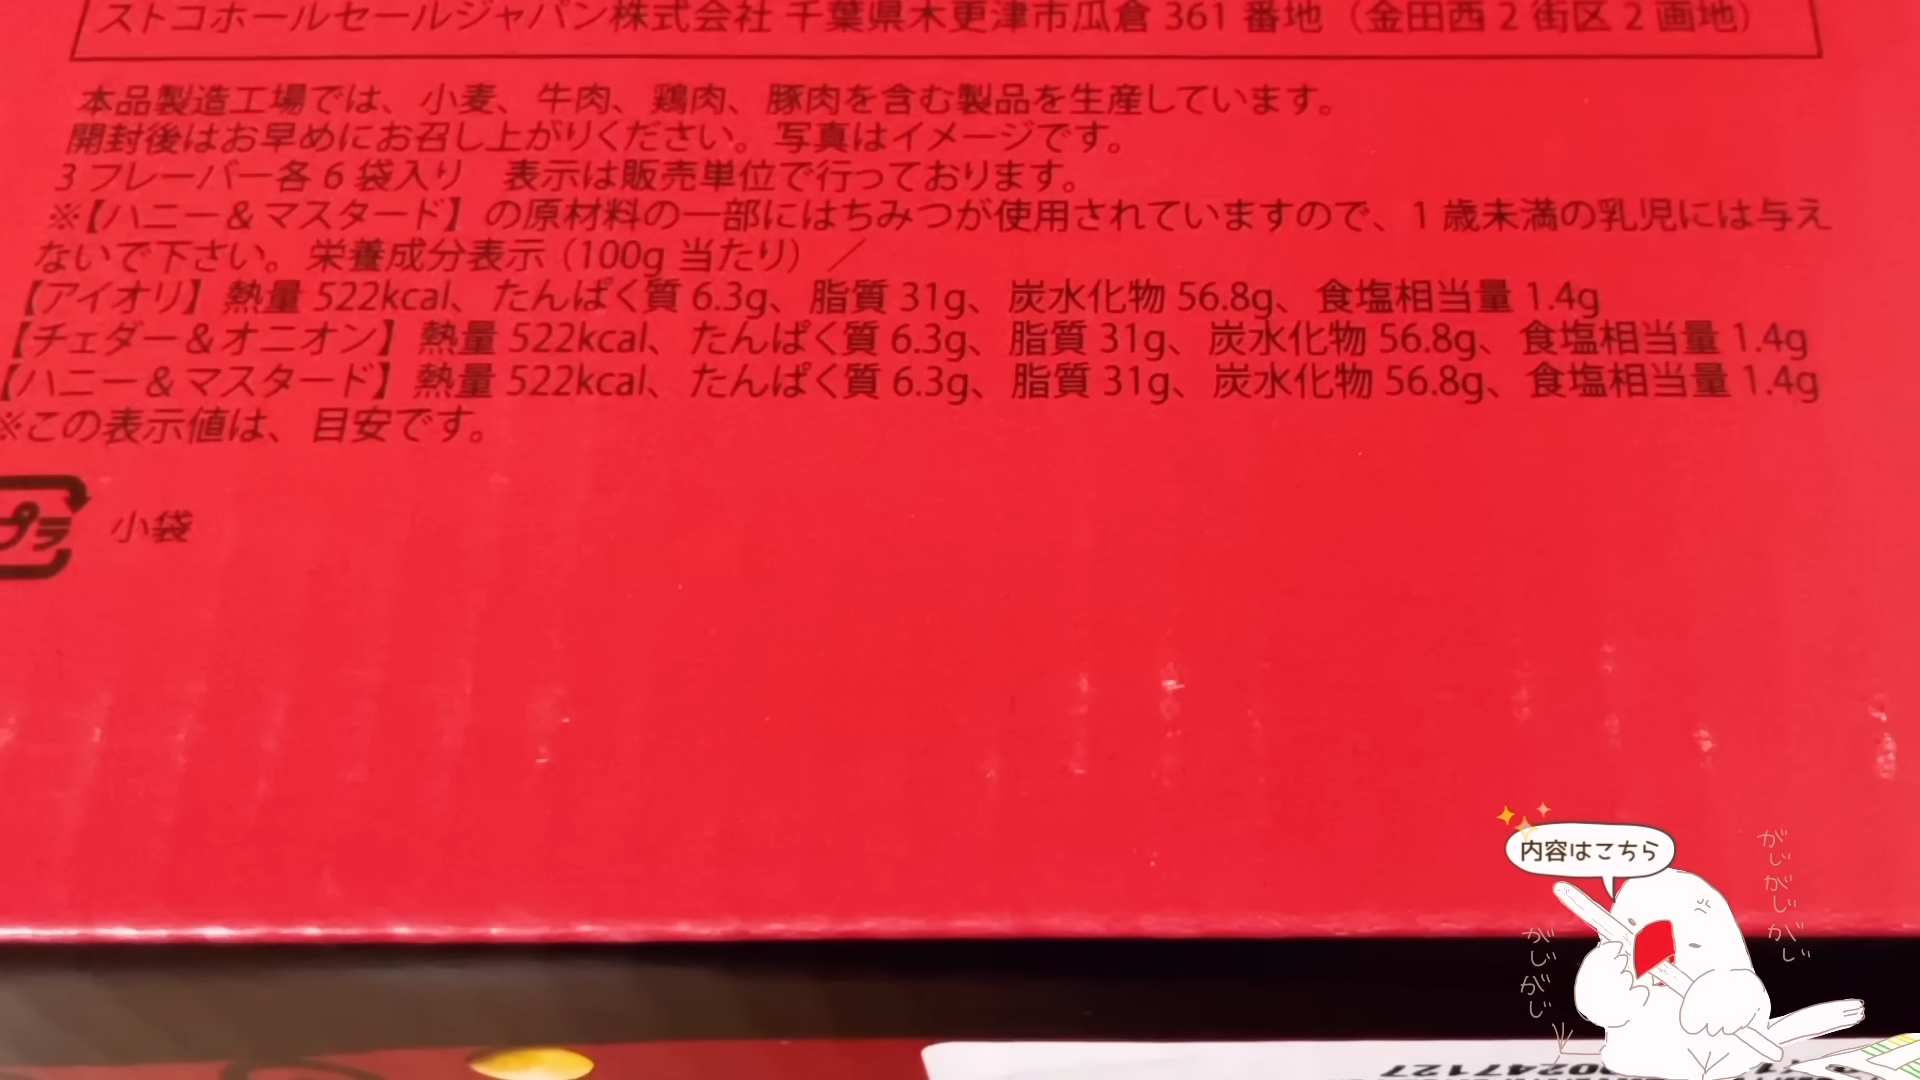 ストコホールセールジャパン株式会社 千葉県木更津市瓜倉 361 番地（金田西 2 街区 2 画地）
本品製造工場では、小麦、牛肉、鶏肉、豚肉を含む製品を生産しています。
開封後はお早めにお召し上がりください。写真はイメージです。
3 フレーバー各 6 袋入り　表示は販売単位で行っております。
※【ハニー＆マスタード】の原材料の一部にはちみつが使用されていますので、1 歳未満の乳児には与え
ないで下さい。栄養成分表示（100g 当たり）／
【アイオリ】熱量 522kcal、たんぱく質 6.3g、脂質 31g、炭水化物 56.8g、食塩相当量 1.4g
【チェダー＆オニオン】熱量 522kcal、たんぱく質 6.3g、脂質 31g、炭水化物 56.8g、食塩相当量 1.4g
【ハニー＆マスタード】熱量 522kcal、たんぱく質 6.3g、脂質 31g、炭水化物 56.8g、食塩相当量 1.4g
※この表示値は、目安です。
プラ 小袋
内容はこちら
がじがじがじ
がじがじ